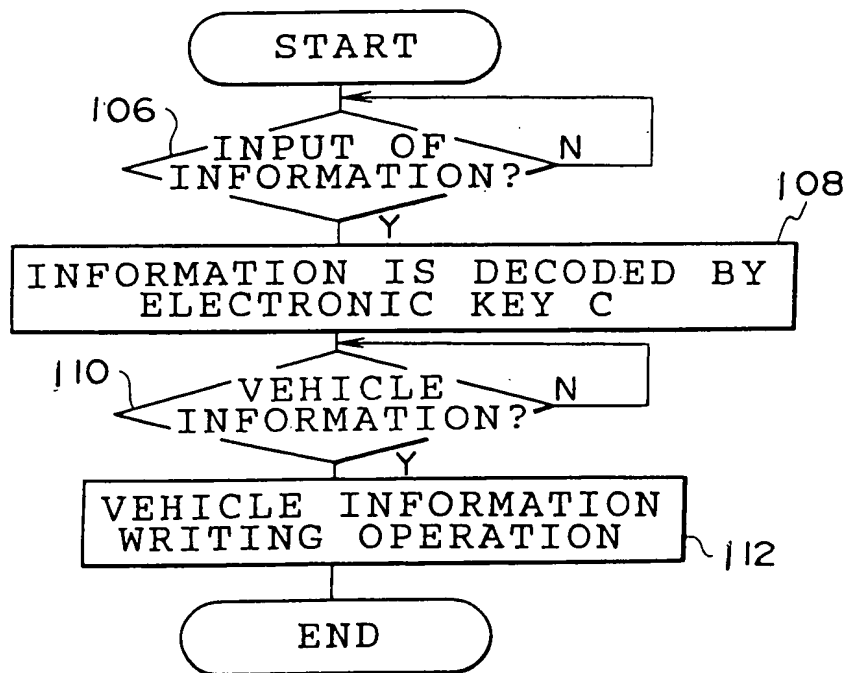 START
106
INPUT OF
INFORMATION?
N
Y
108
INFORMATION IS DECODED BY
ELECTRONIC KEY C
110
VEHICLE
INFORMATION?
N
Y
VEHICLE INFORMATION
WRITING OPERATION
112
END